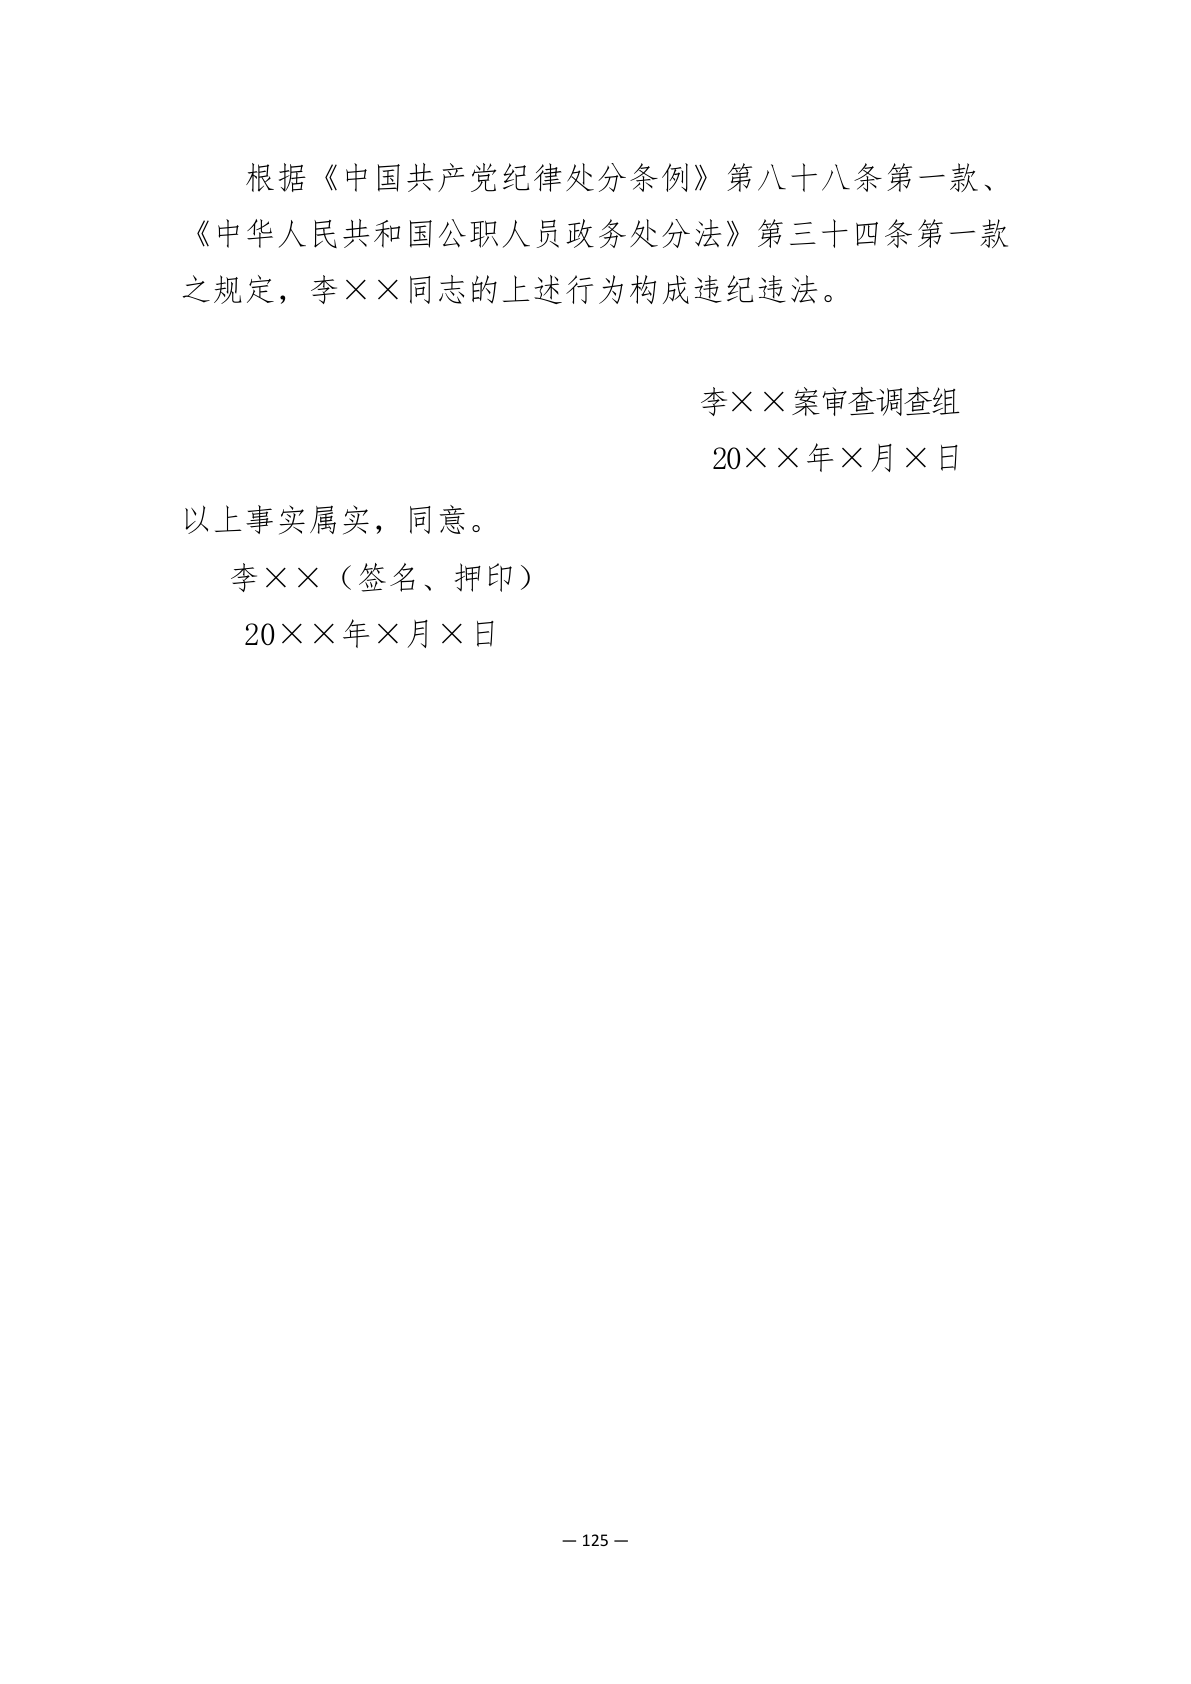 根据《中国共产党纪律处分条例》第八十八条第一款、
《中华人民共和国公职人员政务处分法》第三十四条第一款
之规定，李××同志的上述行为构成违纪违法。
李××案审查调查组
20××年×月×日
以上事实属实，同意。
李××（签名、押印）
20××年×月×日
— 125 —